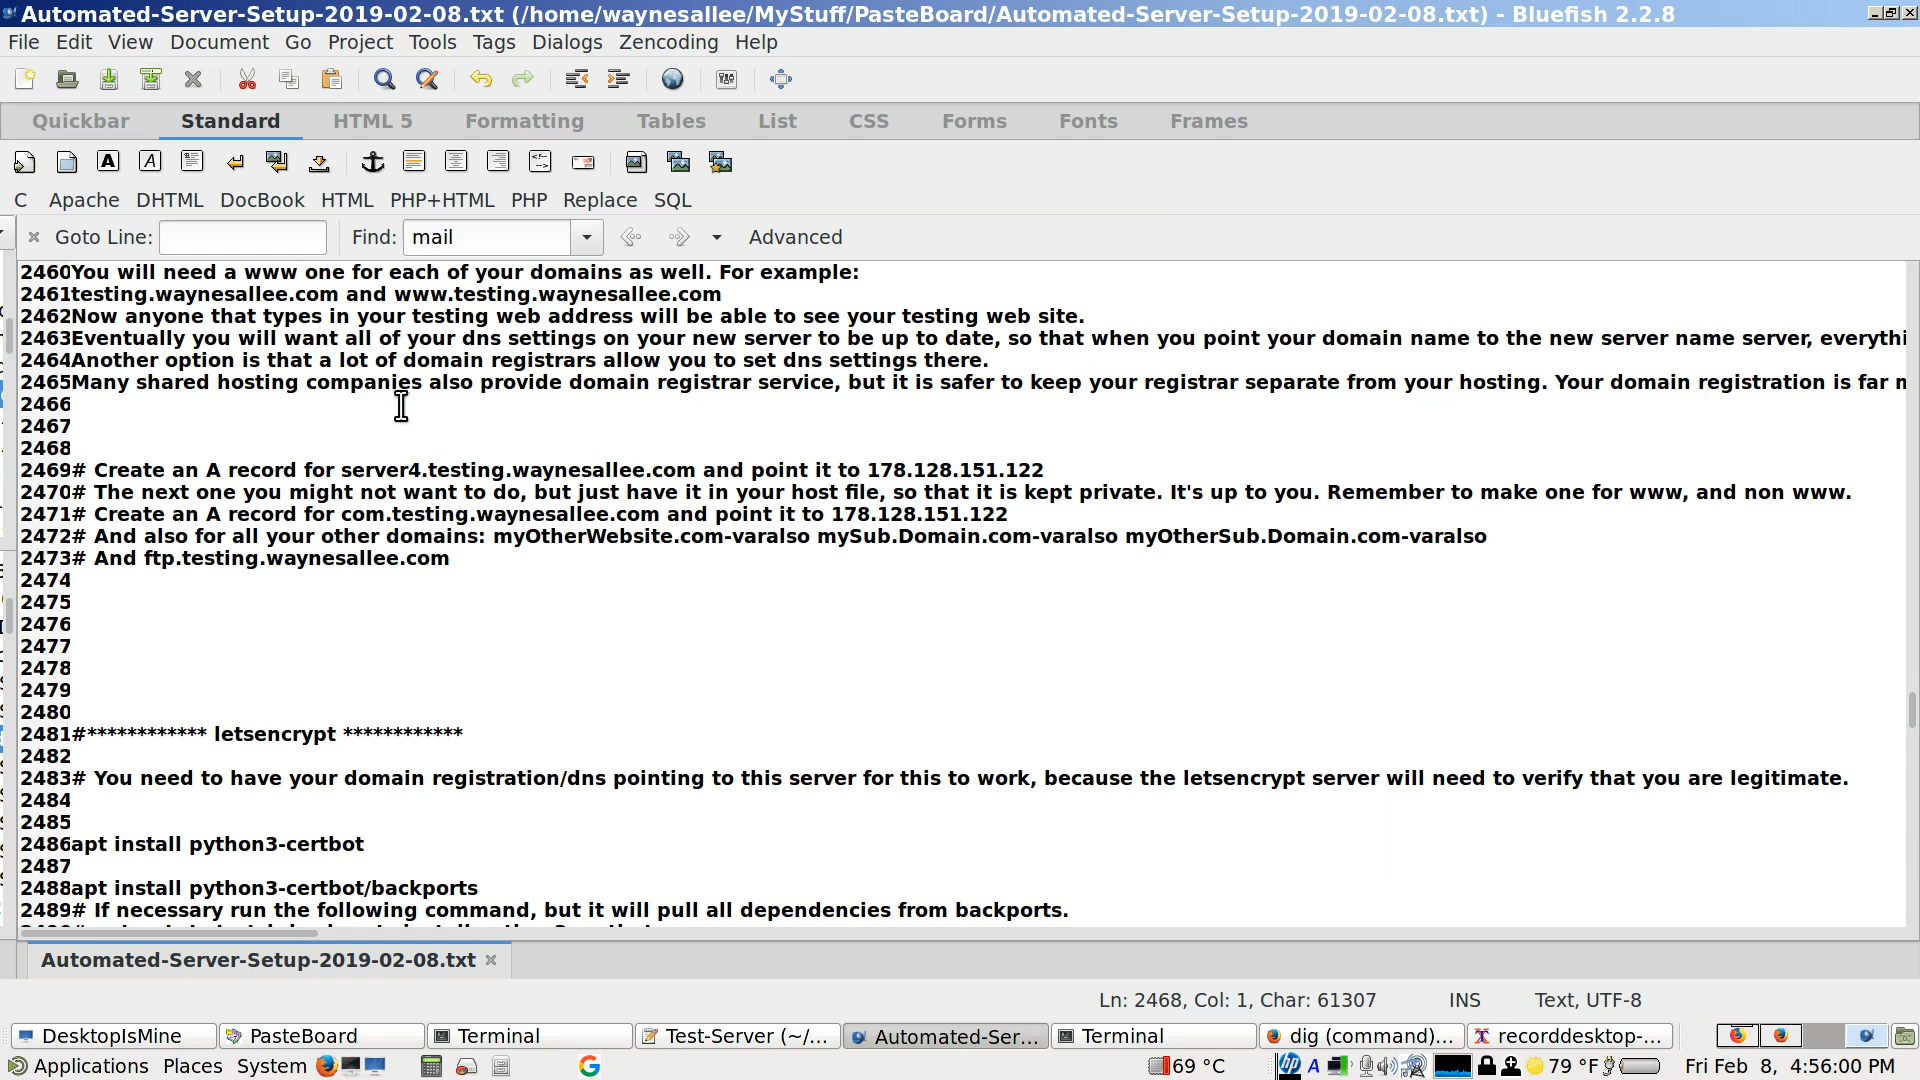 Automated-Server-Setup-2019-02-08.txt (/home/waynesallee/MyStuff/PasteBoard/Automated-Server-Setup-2019-02-08.txt) - Bluefish 2.2.8
File Edit View Document Go Project Tools Tags Dialogs Zencoding Help
Quickbar Standard HTML 5 Formatting Tables List CSS Forms Fonts Frames
C Apache DHTML DocBook HTML PHP+HTML PHP Replace SQL
Goto Line: Find: mail Advanced
2460You will need a www one for each of your domains as well. For example:
2461testing.waynesallee.com and www.testing.waynesallee.com
2462Now anyone that types in your testing web address will be able to see your testing web site.
2463Eventually you will want all of your dns settings on your new server to be up to date, so that when you point your domain name to the new server name server, everythi
2464Another option is that a lot of domain registrars allow you to set dns settings there.
2465Many shared hosting companies also provide domain registrar service, but it is safer to keep your registrar separate from your hosting. Your domain registration is far
2466
2467
2468
2469# Create an A record for server4.testing.waynesallee.com and point it to 178.128.151.122
2470# The next one you might not want to do, but just have it in your host file, so that it is kept private. It's up to you. Remember to make one for www, and non www.
2471# Create an A record for com.testing.waynesallee.com and point it to 178.128.151.122
2472# And also for all your other domains: myOtherWebsite.com-varalso mySub.Domain.com-varalso myOtherSub.Domain.com-varalso
2473# And ftp.testing.waynesallee.com
2474
2475
2476
2477
2478
2479
2480
2481#************ letsencrypt ************
2482
2483# You need to have your domain registration/dns pointing to this server for this to work, because the letsencrypt server will need to verify that you are legitimate.
2484
2485
2486apt install python3-certbot
2487
2488apt install python3-certbot/backports
2489# If necessary run the following command, but it will pull all dependencies from backports.
Automated-Server-Setup-2019-02-08.txt
Ln: 2468, Col: 1, Char: 61307 INS Text, UTF-8
DesktopIsMine PasteBoard Terminal Test-Server (~/... Automated-Ser... Terminal dig (command)... recorddesktop-...
Applications Places System 69 °C 79 °F Fri Feb 8, 4:56:00 PM